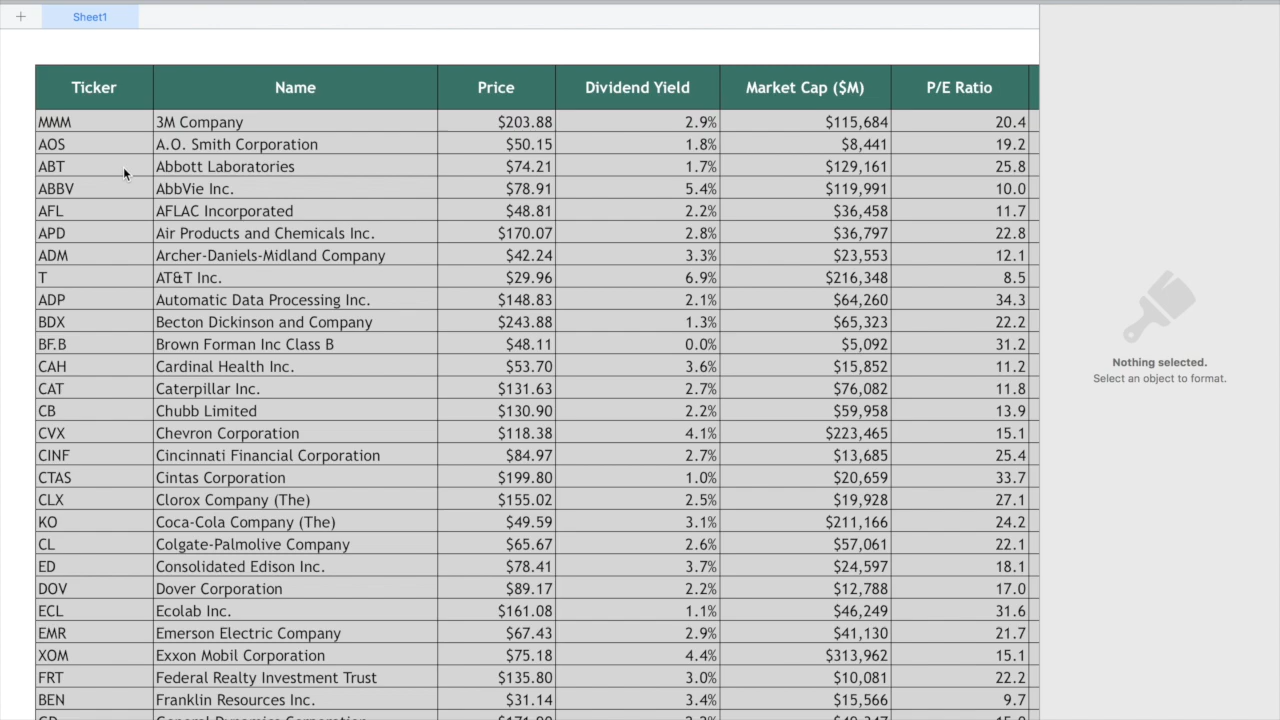 Sheet1
Ticker Name Price Dividend Yield Market Cap ($M) P/E Ratio
MMM 3M Company $203.88 2.9% $115,684 20.4
AOS A.O. Smith Corporation $50.15 1.8% $8,441 19.2
ABT Abbott Laboratories $74.21 1.7% $129,161 25.8
ABBV AbbVie Inc. $78.91 5.4% $119,991 10.0
AFL AFLAC Incorporated $48.81 2.2% $36,458 11.7
APD Air Products and Chemicals Inc. $170.07 2.8% $36,797 22.8
ADM Archer-Daniels-Midland Company $42.24 3.3% $23,553 12.1
T AT&T Inc. $29.96 6.9% $216,348 8.5
ADP Automatic Data Processing Inc. $148.83 2.1% $64,260 34.3
BDX Becton Dickinson and Company $243.88 1.3% $65,323 22.2
BF.B Brown Forman Inc Class B $48.11 0.0% $5,092 31.2
CAH Cardinal Health Inc. $53.70 3.6% $15,852 11.2
CAT Caterpillar Inc. $131.63 2.7% $76,082 11.8
CB Chubb Limited $130.90 2.2% $59,958 13.9
CVX Chevron Corporation $118.38 4.1% $223,465 15.1
CINF Cincinnati Financial Corporation $84.97 2.7% $13,685 25.4
CTAS Cintas Corporation $199.80 1.0% $20,659 33.7
CLX Clorox Company (The) $155.02 2.5% $19,928 27.1
KO Coca-Cola Company (The) $49.59 3.1% $211,166 24.2
CL Colgate-Palmolive Company $65.67 2.6% $57,061 22.1
ED Consolidated Edison Inc. $78.41 3.7% $24,597 18.1
DOV Dover Corporation $89.17 2.2% $12,788 17.0
ECL Ecolab Inc. $161.08 1.1% $46,249 31.6
EMR Emerson Electric Company $67.43 2.9% $41,130 21.7
XOM Exxon Mobil Corporation $75.18 4.4% $313,962 15.1
FRT Federal Realty Investment Trust $135.80 3.0% $10,081 22.2
BEN Franklin Resources Inc. $31.14 3.4% $15,566 9.7
Nothing selected.
Select an object to format.